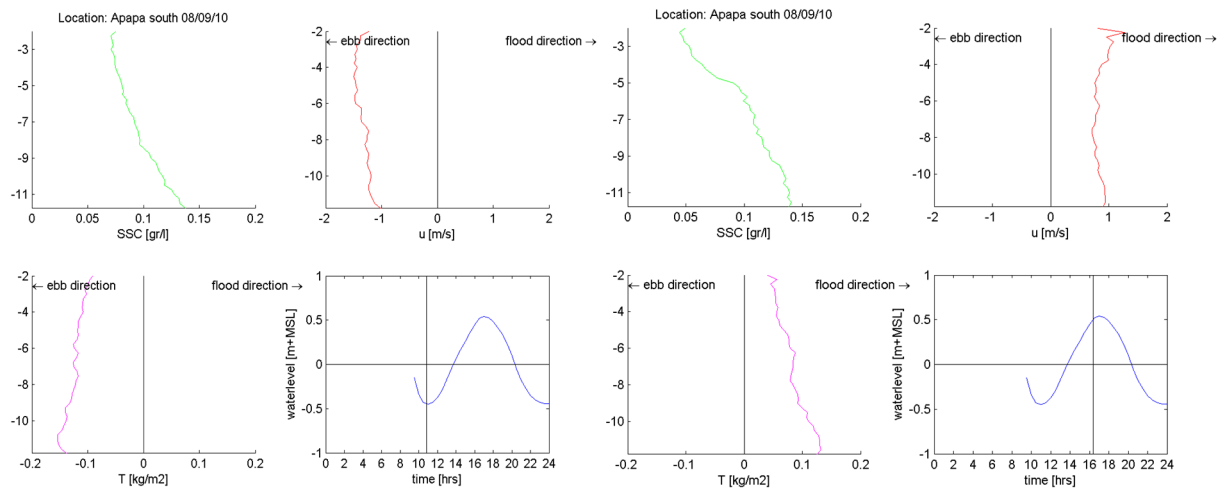 Location: Apapa south 08/09/10
-3
-5
-7
-9
-11
0 0.05 0.1 0.15 0.2
SSC [gr/l]
-2
← ebb direction flood direction →
-4
-6
-8
-10
-2 -1 0 1 2
u [m/s]
Location: Apapa south 08/09/10
-3
-5
-7
-9
-11
0 0.05 0.1 0.15 0.2
SSC [gr/l]
-2
← ebb direction flood direction →
-4
-6
-8
-10
-2 -1 0 1 2
u [m/s]
-2
← ebb direction flood direction →
-4
-6
-8
-10
-0.2 -0.1 0 0.1 0.2
T [kg/m2]
1
0.5
0
-0.5
-1
waterlevel [m+MSL]
0 2 4 6 8 10 12 14 16 18 20 22 24
time [hrs]
-2
← ebb direction flood direction →
-4
-6
-8
-10
-0.2 -0.1 0 0.1 0.2
T [kg/m2]
1
0.5
0
-0.5
-1
waterlevel [m+MSL]
0 2 4 6 8 10 12 14 16 18 20 22 24
time [hrs]